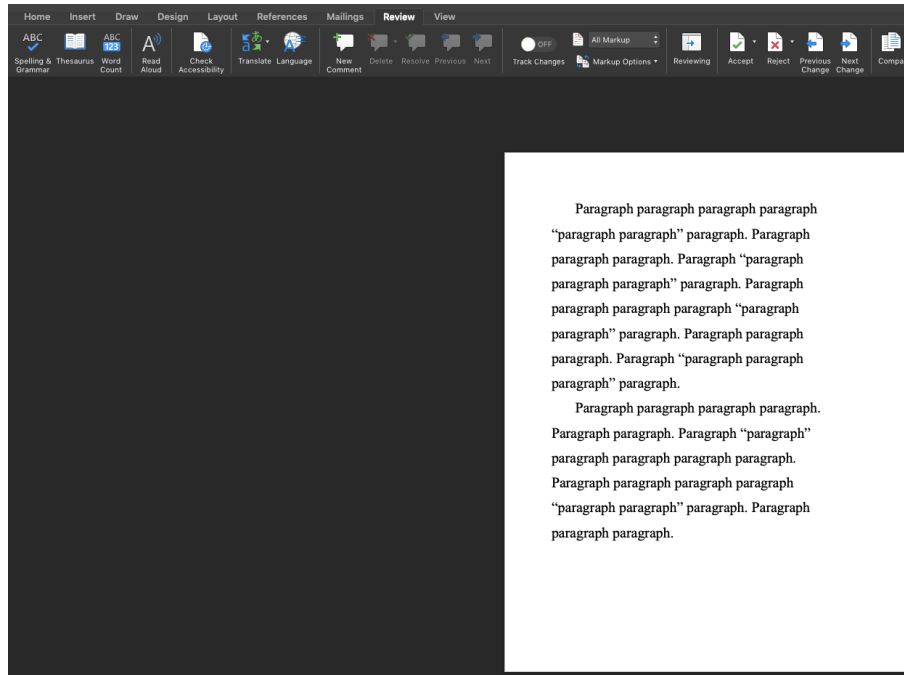 Home Insert Draw Design Layout References Mailings Review View
ABC ABC
123 A OFF All Markup
Spelling & Grammar Thesaurus Word Count Read Aloud Check Accessibility Translate Language New Comment Delete Resolve Previous Next Track Changes Markup Options Reviewing Accept Reject Previous Change Next Change Compa
Paragraph paragraph paragraph paragraph
“paragraph paragraph” paragraph. Paragraph
paragraph paragraph. Paragraph “paragraph
paragraph paragraph” paragraph. Paragraph
paragraph paragraph paragraph “paragraph
paragraph” paragraph. Paragraph paragraph
paragraph. Paragraph “paragraph paragraph
paragraph” paragraph.
Paragraph paragraph paragraph paragraph.
Paragraph paragraph. Paragraph “paragraph”
paragraph paragraph paragraph paragraph.
Paragraph paragraph paragraph paragraph
“paragraph paragraph” paragraph. Paragraph
paragraph paragraph.